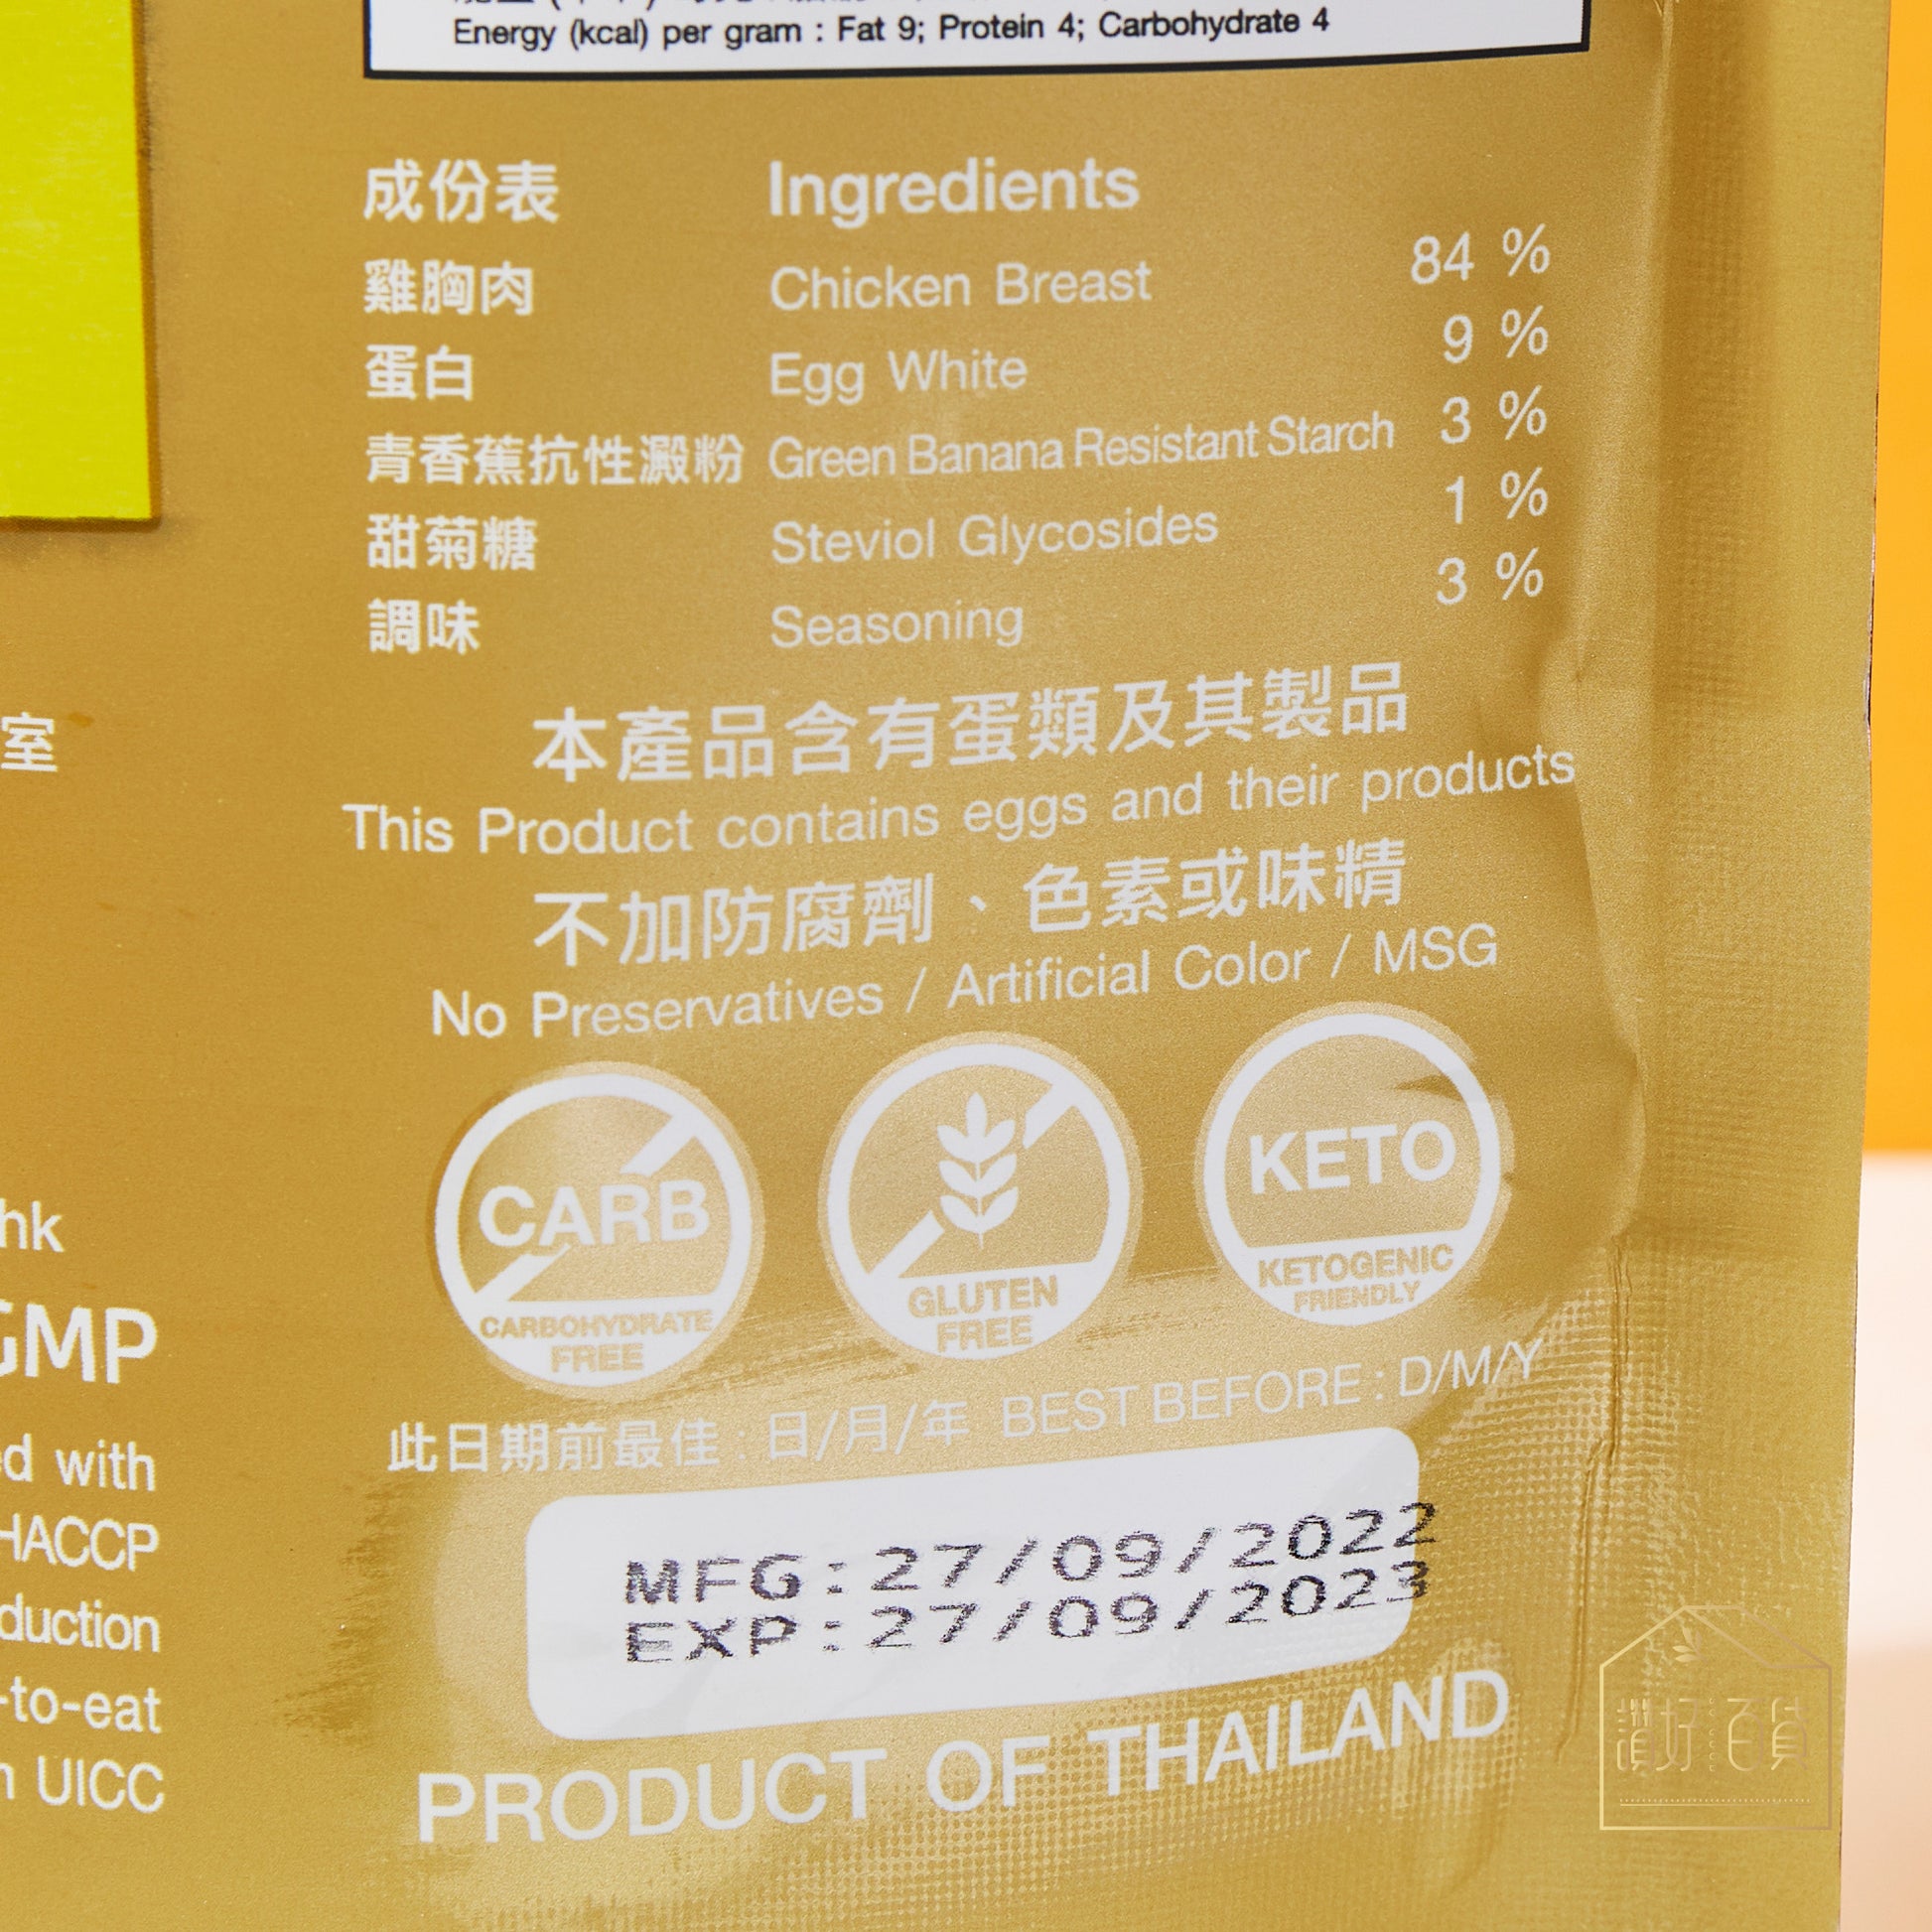 Energy (kcal) per gram : Fat 9; Protein 4; Carbohydrate 4
成份表 Ingredients
雞胸肉 Chicken Breast 84 %
蛋白 Egg White 9 %
青香蕉抗性澱粉 Green Banana Resistant Starch 3 %
甜菊糖 Steviol Glycosides 1 %
調味 Seasoning 3 %
本產品含有蛋類及其製品
This Product contains eggs and their products
不加防腐劑、色素或味精
No Preservatives / Artificial Color / MSG
CARB
CARBOHYDRATE
FREE
GLUTEN
FREE
KETO
KETOGENIC
FRIENDLY
此日期前最佳 : 日/月/年 BEST BEFORE : D/M/Y
MFG:27/09/2022
EXP:27/09/2023
PRODUCT OF THAILAND
室
hk
GMP
with
HACCP
-to-eat
UICC